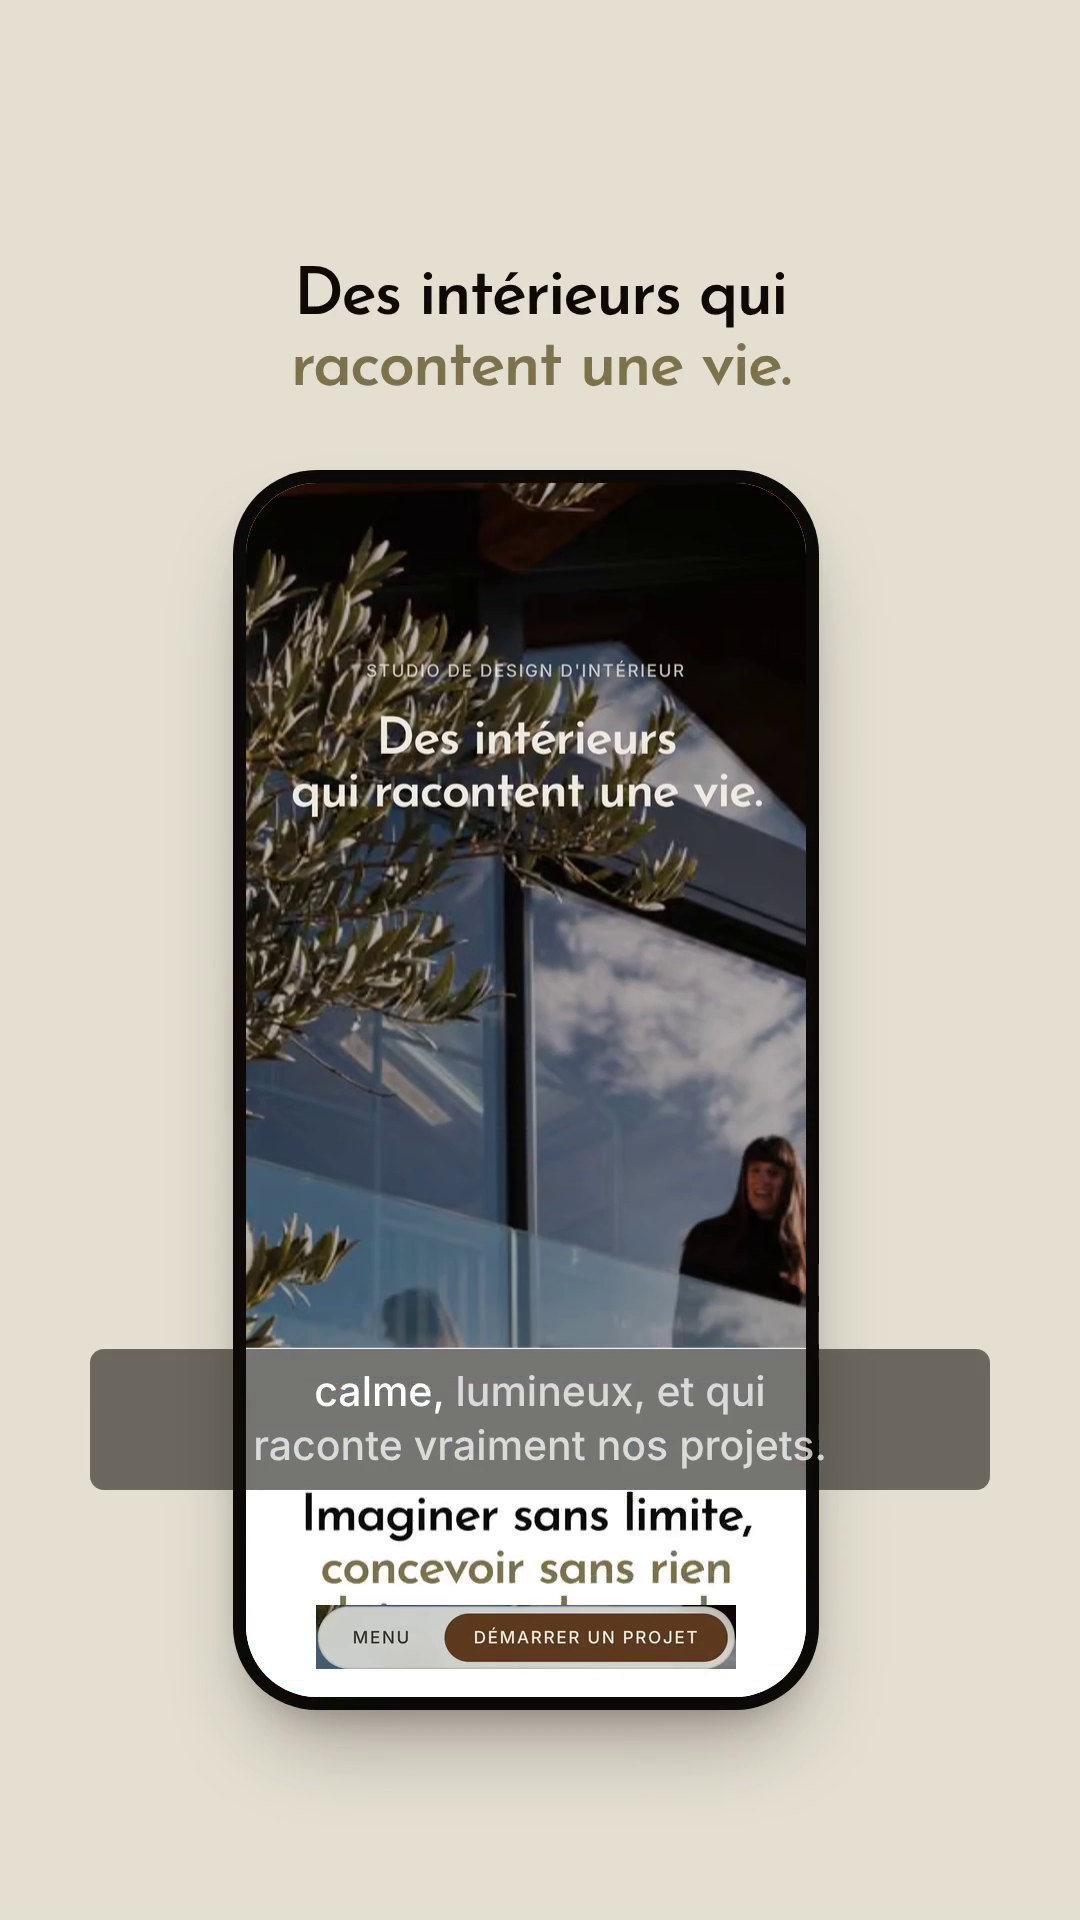 Des intérieurs qui
racontent une vie.
STUDIO DE DESIGN D'INTÉRIEUR
Des intérieurs
qui racontent une vie.
calme, lumineux, et qui
raconte vraiment nos projets.
Imaginer sans limite,
concevoir sans rien
MENU
DÉMARRER UN PROJET